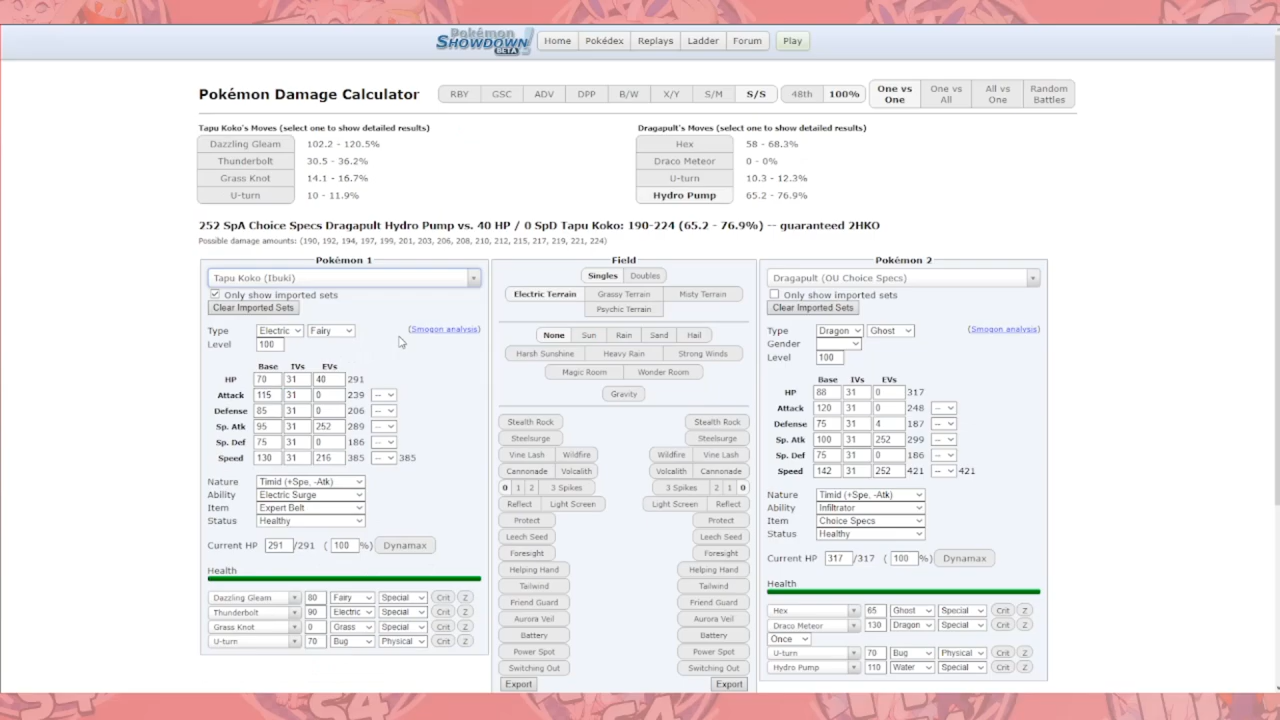 Pokémon
SHOWDOWN!
BETA
Home Pokédex Replays Ladder Forum Play
Pokémon Damage Calculator
RBY GSC ADV DPP B/W X/Y S/M S/S 48th 100% One vs One One vs All All vs One Random Battles
Tapu Koko's Moves (select one to show detailed results)
Dazzling Gleam 102.2 - 120.5%
Thunderbolt 30.5 - 36.2%
Grass Knot 14.1 - 16.7%
U-turn 10 - 11.9%
Dragapult's Moves (select one to show detailed results)
Hex 58 - 68.3%
Draco Meteor 0 - 0%
U-turn 10.3 - 12.3%
Hydro Pump 65.2 - 76.9%
252 SpA Choice Specs Dragapult Hydro Pump vs. 40 HP / 0 SpD Tapu Koko: 190-224 (65.2 - 76.9%) -- guaranteed 2HKO
Possible damage amounts: (190, 192, 194, 197, 199, 201, 203, 206, 208, 210, 212, 215, 217, 219, 221, 224)
Pokémon 1
Tapu Koko (Ibuki)
Only show imported sets
Clear Imported Sets
Type Electric Fairy (Smogon analysis)
Level 100
Base IVs EVs
HP 70 31 40 291
Attack 115 31 0 239 --
Defense 85 31 0 206 --
Sp. Atk 95 31 252 289 --
Sp. Def 75 31 0 186 --
Speed 130 31 216 385 -- 385
Nature Timid (+Spe, -Atk)
Ability Electric Surge
Item Expert Belt
Status Healthy
Current HP 291 /291 ( 100 %) Dynamax
Health
Dazzling Gleam 80 Fairy Special Crit Z
Thunderbolt 90 Electric Special Crit Z
Grass Knot 0 Grass Special Crit Z
U-turn 70 Bug Physical Crit Z
Field
Singles Doubles
Electric Terrain Grassy Terrain Misty Terrain
Psychic Terrain
None Sun Rain Sand Hail
Harsh Sunshine Heavy Rain Strong Winds
Magic Room Wonder Room
Gravity
Stealth Rock Stealth Rock
Steelsurge Steelsurge
Vine Lash Wildfire Wildfire Vine Lash
Cannonade Volcalith Volcalith Cannonade
0 1 2 3 Spikes 3 Spikes 2 1 0
Reflect Light Screen Light Screen Reflect
Protect Protect
Leech Seed Leech Seed
Foresight Foresight
Helping Hand Helping Hand
Tailwind Tailwind
Friend Guard Friend Guard
Aurora Veil Aurora Veil
Battery Battery
Power Spot Power Spot
Switching Out Switching Out
Export Export
Pokémon 2
Dragapult (OU Choice Specs)
Only show imported sets
Clear Imported Sets
Type Dragon Ghost (Smogon analysis)
Gender
Level 100
Base IVs EVs
HP 88 31 0 317
Attack 120 31 0 248 --
Defense 75 31 4 187 --
Sp. Atk 100 31 252 299 --
Sp. Def 75 31 0 186 --
Speed 142 31 252 421 -- 421
Nature Timid (+Spe, -Atk)
Ability Infiltrator
Item Choice Specs
Status Healthy
Current HP 317 /317 ( 100 %) Dynamax
Health
Hex 65 Ghost Special Crit Z
Draco Meteor 130 Dragon Special Crit Z
Once
U-turn 70 Bug Physical Crit Z
Hydro Pump 110 Water Special Crit Z